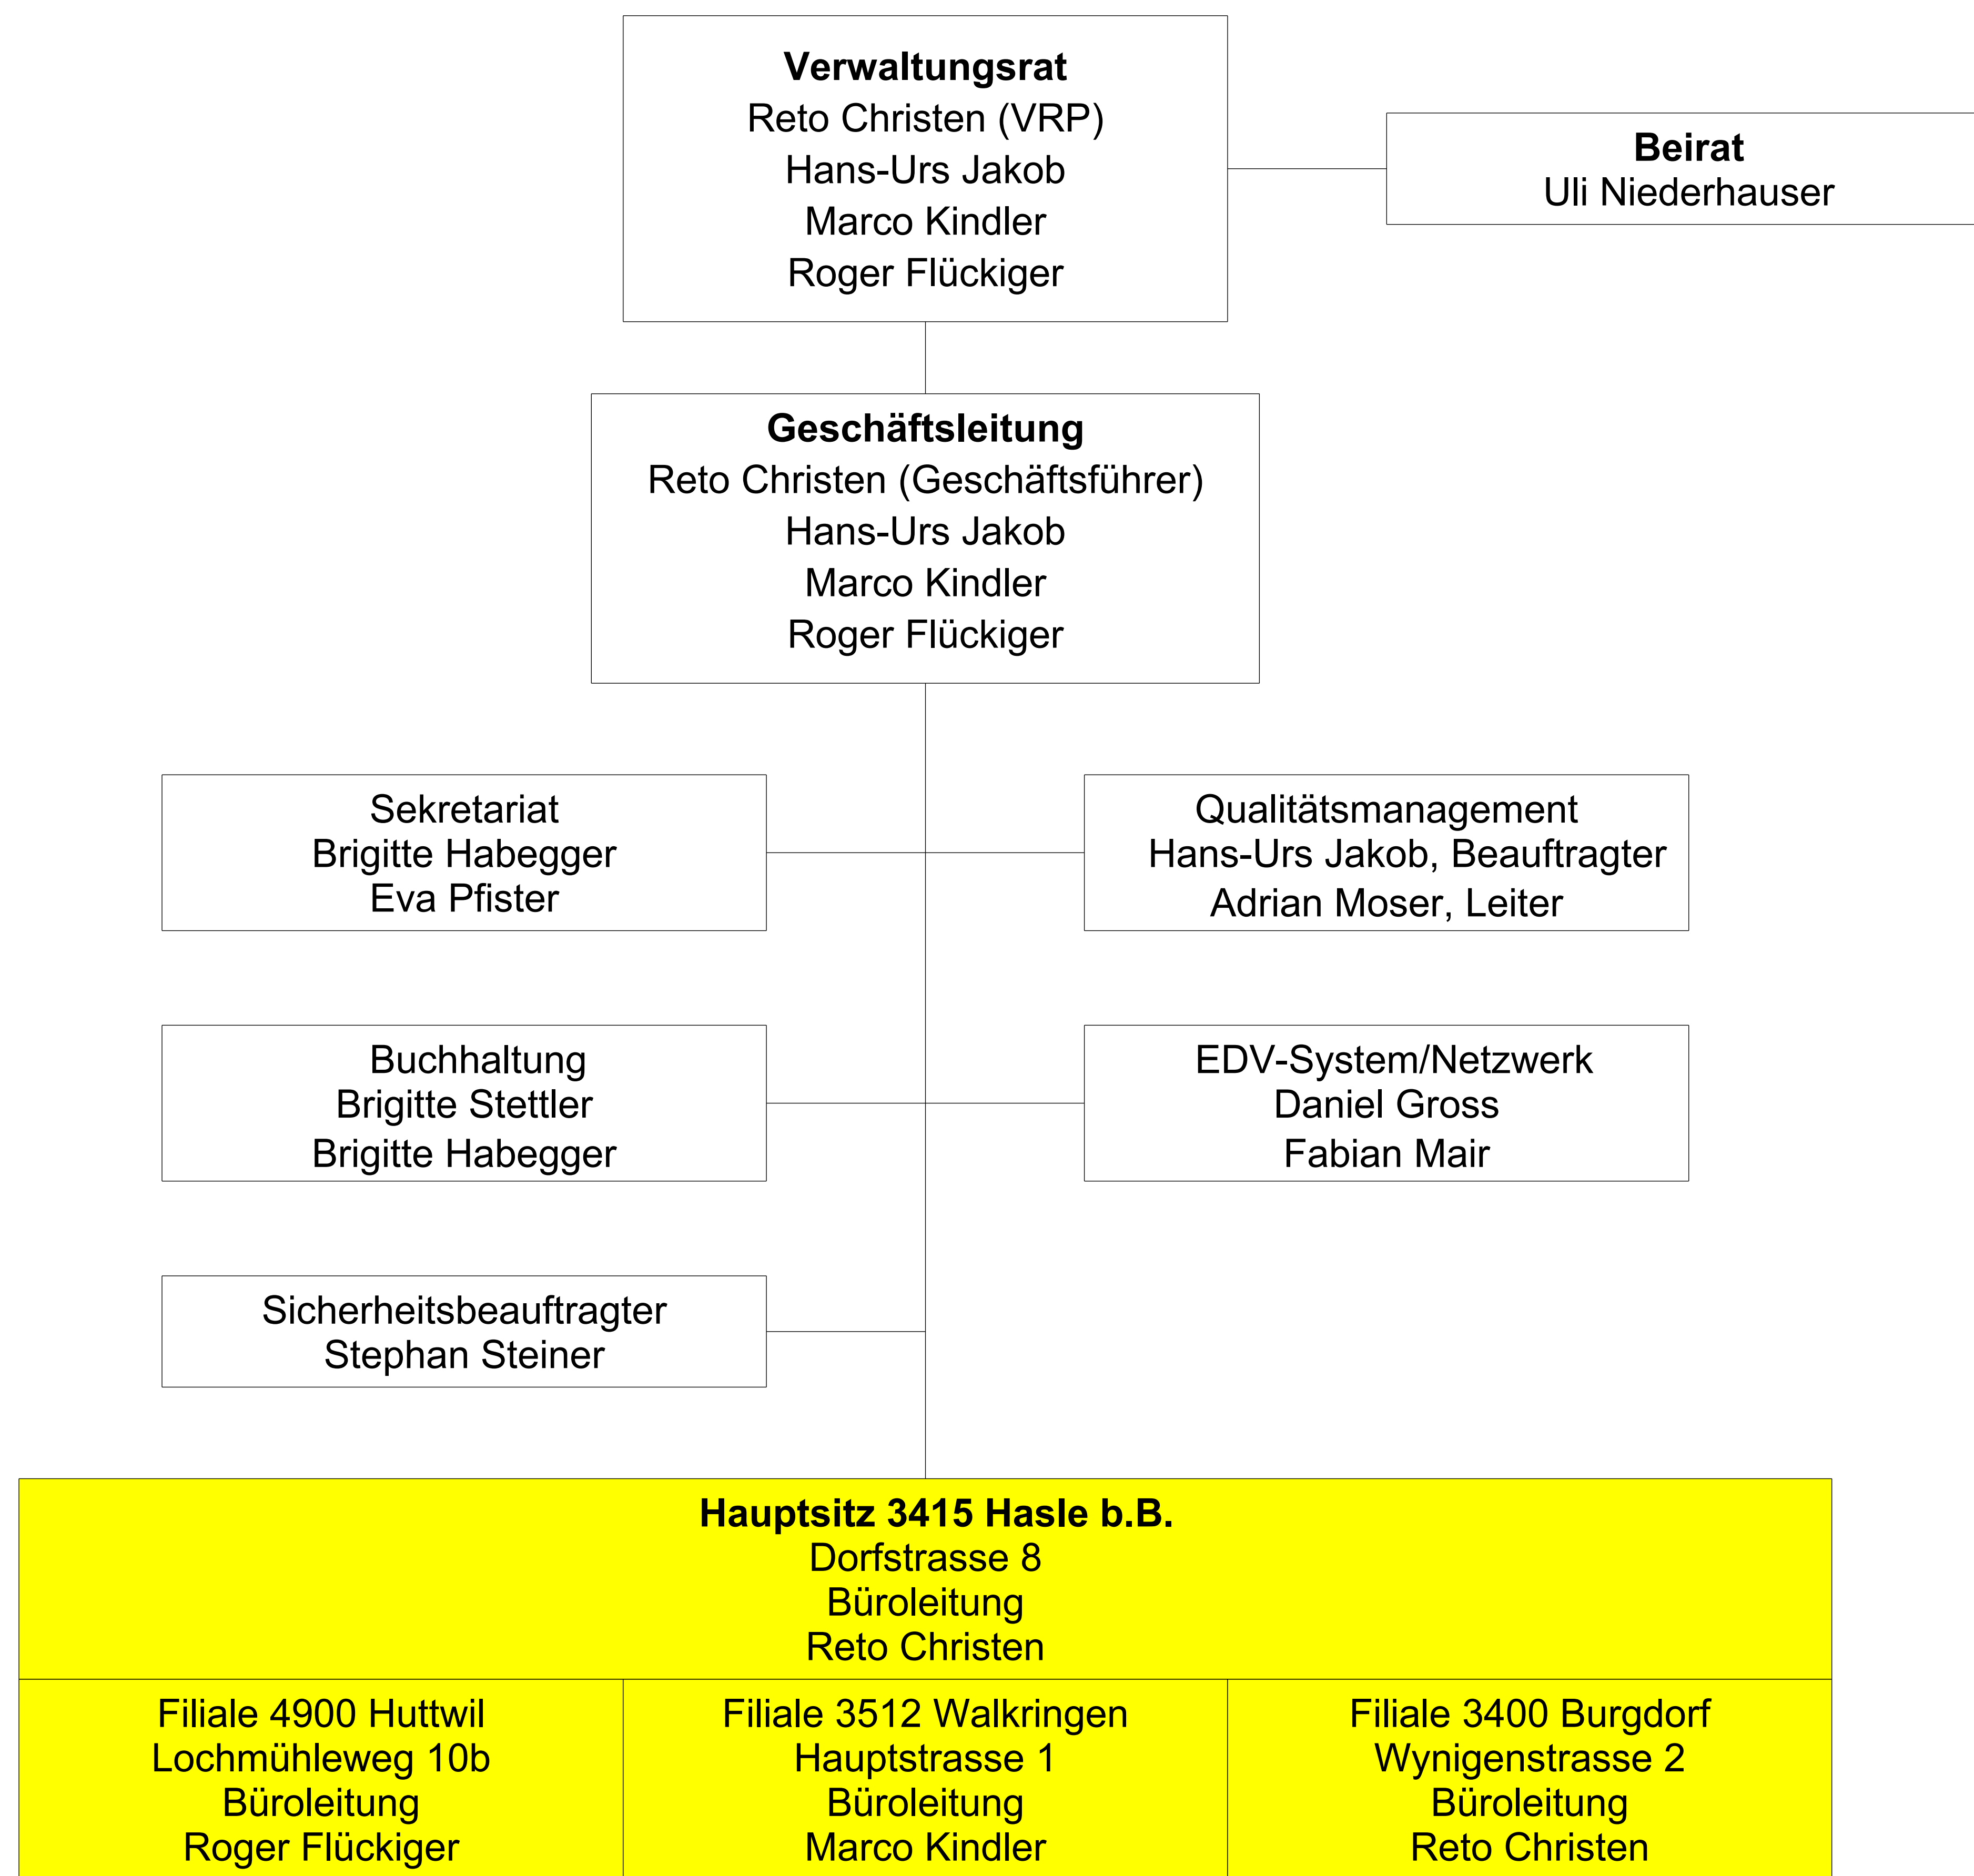 Verwaltungsrat
Reto Christen (VRP)
Hans-Urs Jakob
Marco Kindler
Roger Flückiger
Beirat
Uli Niederhauser
Geschäftsleitung
Reto Christen (Geschäftsführer)
Hans-Urs Jakob
Marco Kindler
Roger Flückiger
Sekretariat
Brigitte Habegger
Eva Pfister
Qualitätsmanagement
Hans-Urs Jakob, Beauftragter
Adrian Moser, Leiter
Buchhaltung
Brigitte Stettler
Brigitte Habegger
EDV-System/Netzwerk
Daniel Gross
Fabian Mair
Sicherheitsbeauftragter
Stephan Steiner
Hauptsitz 3415 Hasle b.B.
Dorfstrasse 8
Büroleitung
Reto Christen
Filiale 4900 Huttwil
Lochmühleweg 10b
Büroleitung
Roger Flückiger
Filiale 3512 Walkringen
Hauptstrasse 1
Büroleitung
Marco Kindler
Filiale 3400 Burgdorf
Wynigenstrasse 2
Büroleitung
Reto Christen